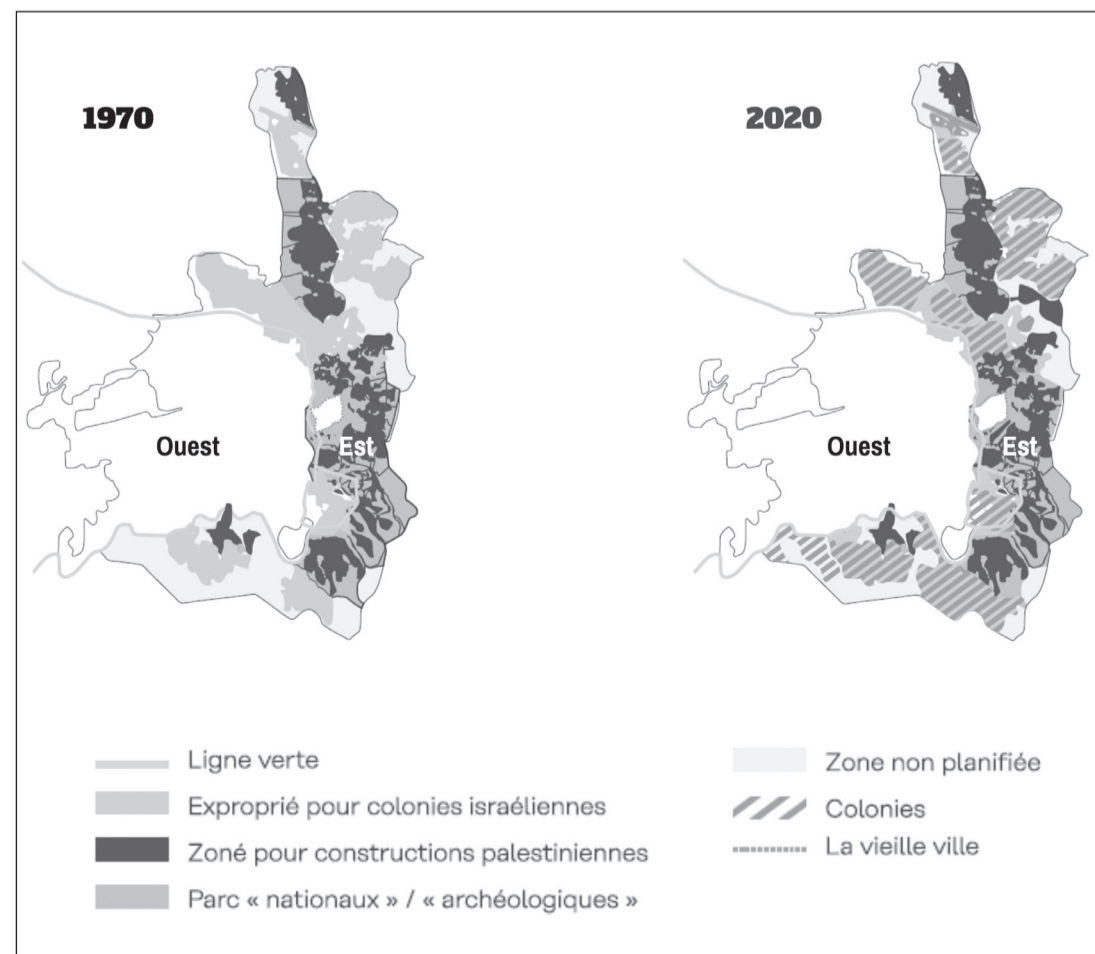 1970
2020
Ouest
Est
Ouest
Est
Ligne verte
Exproprié pour colonies israéliennes
Zoné pour constructions palestiniennes
Parc « nationaux » / « archéologiques »
Zone non planifiée
Colonies
La vieille ville